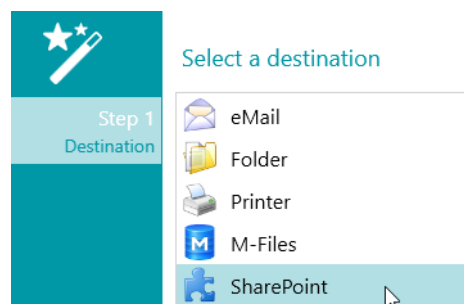 Select a destination
Step 1
Destination
eMail
Folder
Printer
M
M-Files
SharePoint